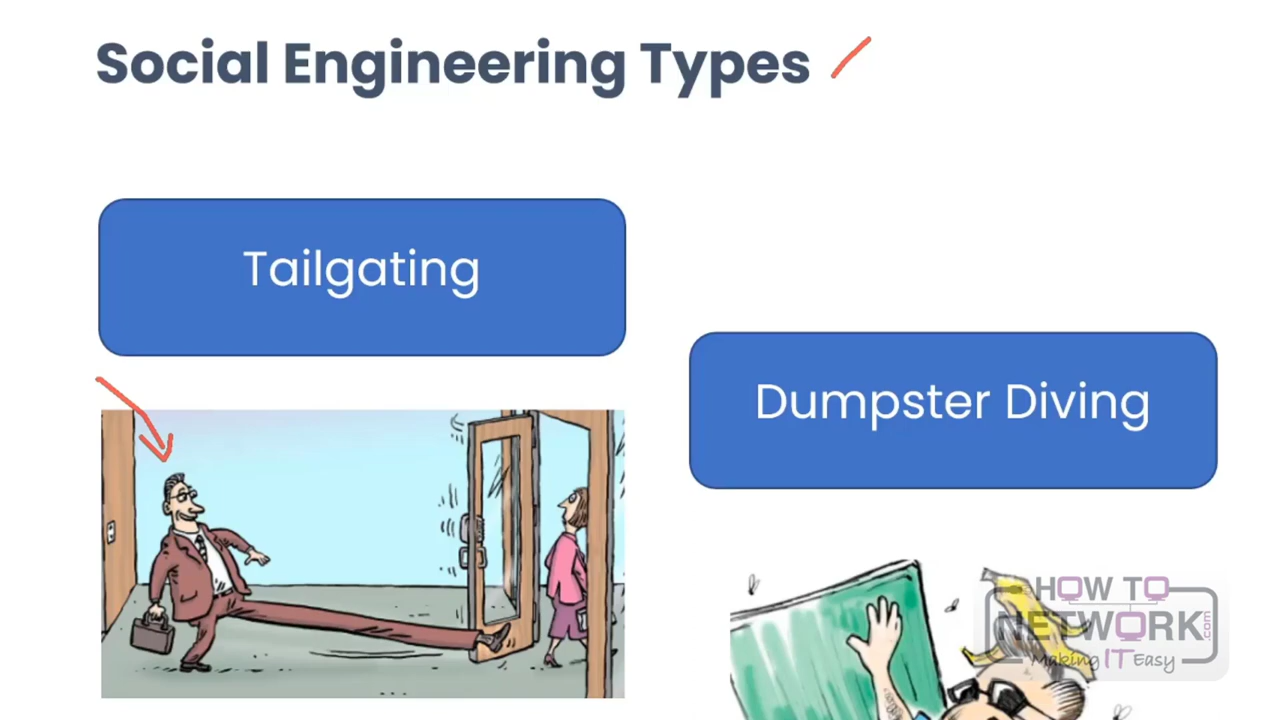 Social Engineering Types
Tailgating
Dumpster Diving
HOW TO
NETWORK.com
Making IT Easy